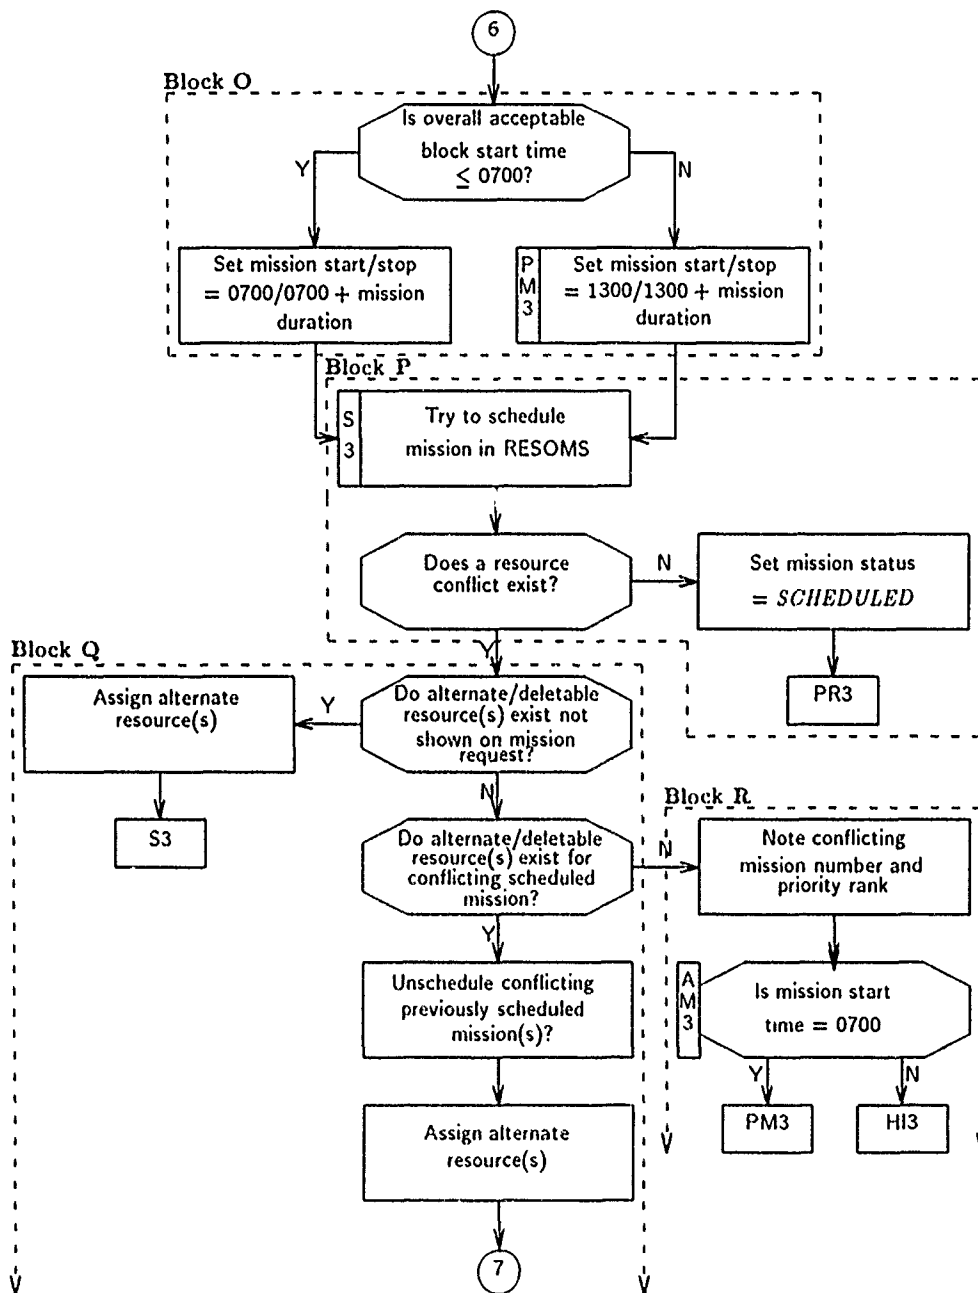 6
Block O
Is overall acceptable
block start time
≤ 0700?
Y
N
Set mission start/stop
= 0700/0700 + mission
duration
PM3
Set mission start/stop
= 1300/1300 + mission
duration
Block P
S3
Try to schedule
mission in RESOMS
Does a resource
conflict exist?
N
Set mission status
= SCHEDULED
PR3
Y
Block Q
Do alternate/deletable
resource(s) exist not
shown on mission
request?
Y
Assign alternate
resource(s)
S3
N
Do alternate/deletable
resource(s) exist for
conflicting scheduled
mission?
N
Block R
Note conflicting
mission number and
priority rank
Y
Unschedule conflicting
previously scheduled
mission(s)?
AM3
Is mission start
time = 0700
Y
N
PM3
HI3
Assign alternate
resource(s)
7